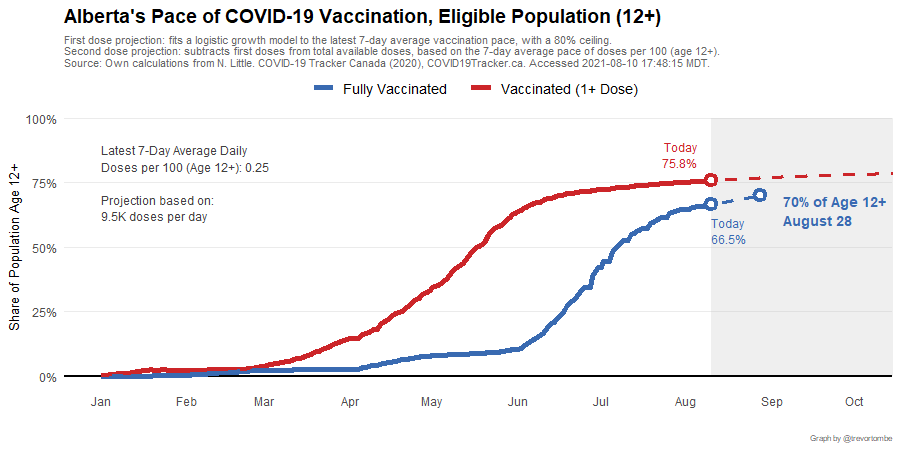 Alberta's Pace of COVID-19 Vaccination, Eligible Population (12+)
First dose projection: fits a logistic growth model to the latest 7-day average vaccination pace, with a 80% ceiling.
Second dose projection: subtracts first doses from total available doses, based on the 7-day average pace of doses per 100 (age 12+).
Source: Own calculations from N. Little. COVID-19 Tracker Canada (2020), COVID19Tracker.ca. Accessed 2021-08-10 17:48:15 MDT.
Fully Vaccinated
Vaccinated (1+ Dose)
Share of Population Age 12+
100%
75%
50%
25%
0%
Latest 7-Day Average Daily
Doses per 100 (Age 12+): 0.25
Projection based on:
9.5K doses per day
Today
75.8%
Today
66.5%
70% of Age 12+
August 28
Jan
Feb
Mar
Apr
May
Jun
Jul
Aug
Sep
Oct
Graph by @trevortombe